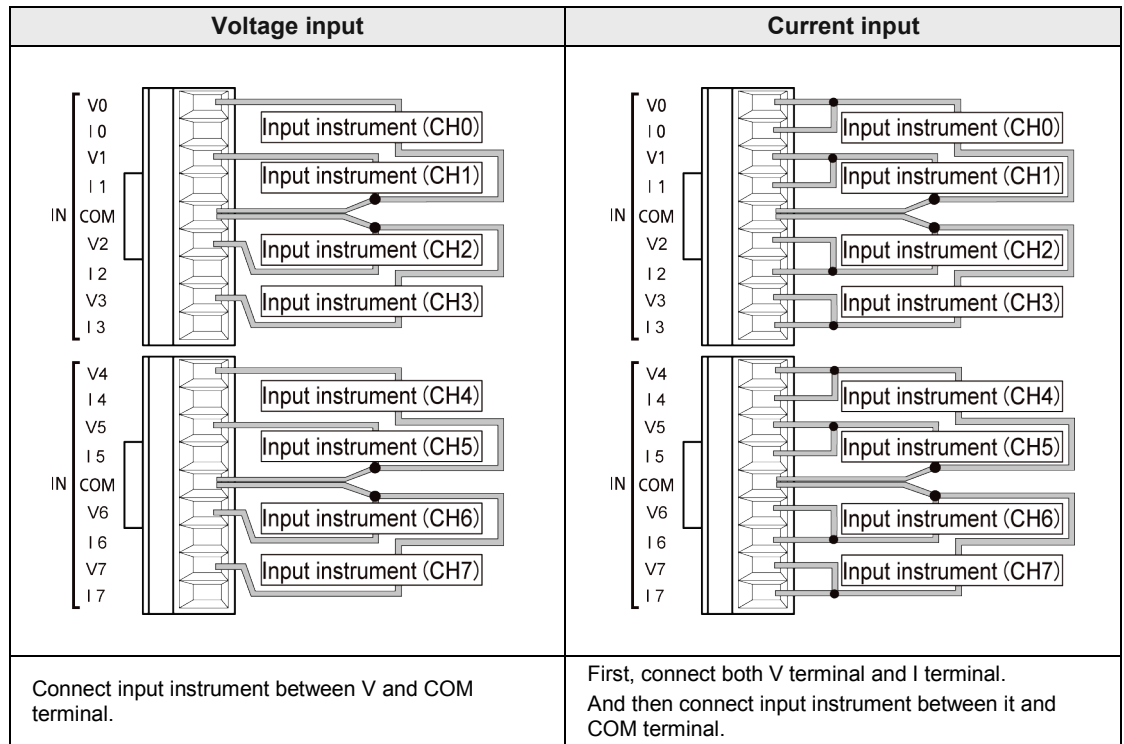 Voltage input
Current input
V0
I 0
V1
I 1
IN COM
V2
I 2
V3
I 3
Input instrument (CH0)
Input instrument (CH1)
Input instrument (CH2)
Input instrument (CH3)
V4
I 4
V5
I 5
IN COM
V6
I 6
V7
I 7
Input instrument (CH4)
Input instrument (CH5)
Input instrument (CH6)
Input instrument (CH7)
V0
I 0
V1
I 1
IN COM
V2
I 2
V3
I 3
Input instrument (CH0)
Input instrument (CH1)
Input instrument (CH2)
Input instrument (CH3)
V4
I 4
V5
I 5
IN COM
V6
I 6
V7
I 7
Input instrument (CH4)
Input instrument (CH5)
Input instrument (CH6)
Input instrument (CH7)
Connect input instrument between V and COM
terminal.
First, connect both V terminal and I terminal.
And then connect input instrument between it and
COM terminal.